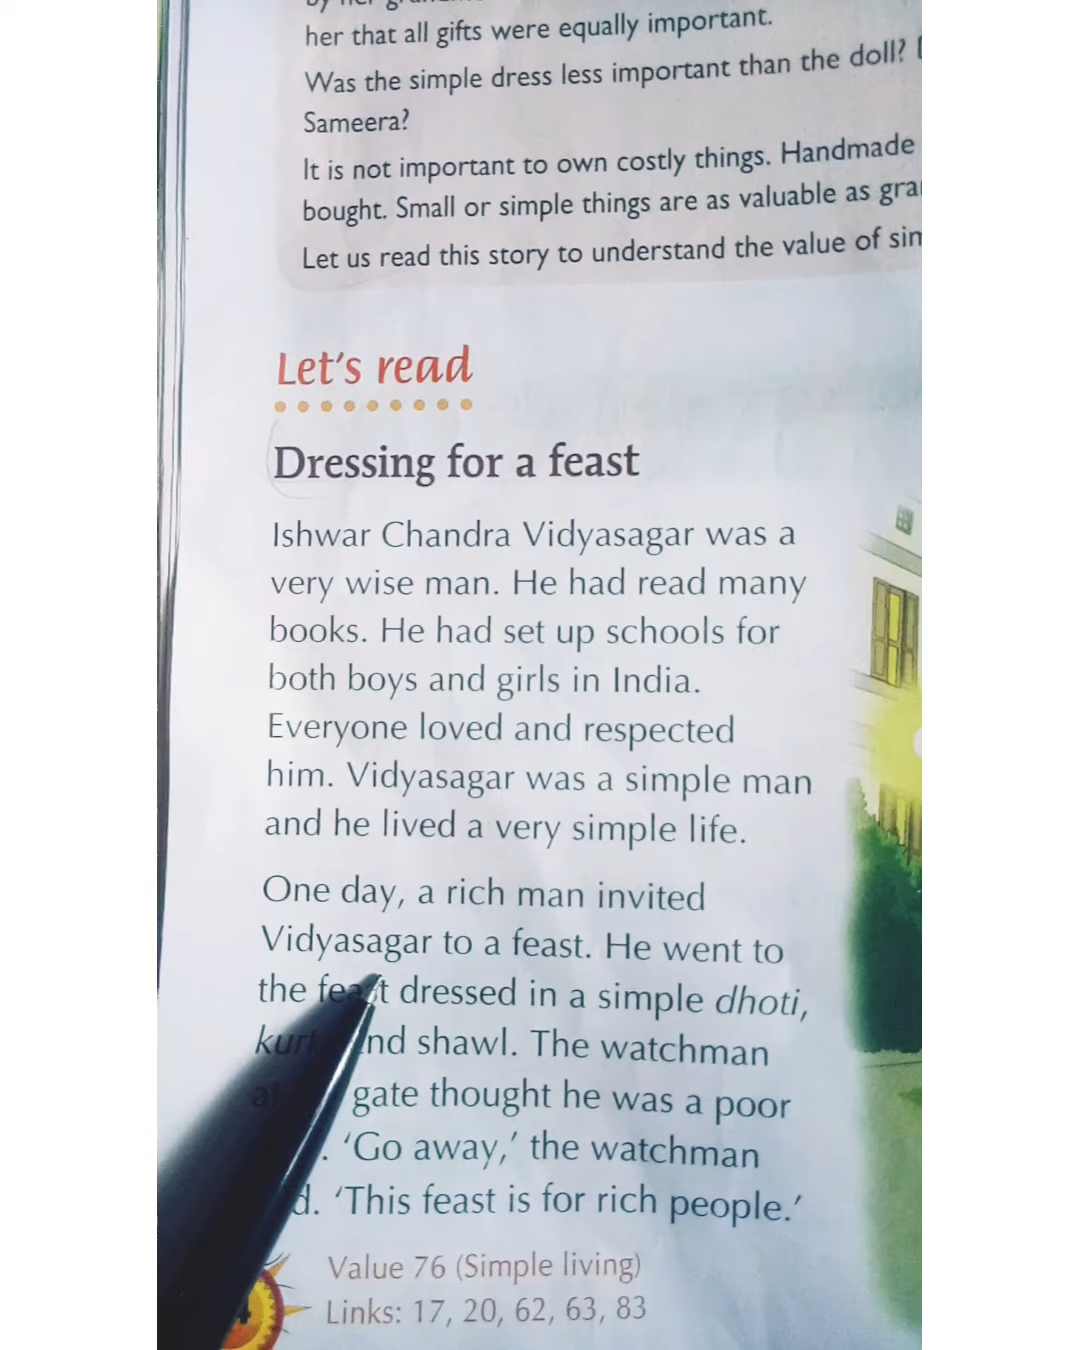 her that all gifts were equally important.
Was the simple dress less important than the doll?
Sameera?
It is not important to own costly things. Handmade
bought. Small or simple things are as valuable as
Let us read this story to understand the value of
Let's read
Dressing for a feast
Ishwar Chandra Vidyasagar was a
very wise man. He had read many
books. He had set up schools for
both boys and girls in India.
Everyone loved and respected
him. Vidyasagar was a simple man
and he lived a very simple life.
One day, a rich man invited
Vidyasagar to a feast. He went to
the feast dressed in a simple dhoti,
shawl. The watchman
gate thought he was a poor
'Go away,' the watchman
'This feast is for rich people.'
Value 76 (Simple living)
Links: 17, 20, 62, 63, 83